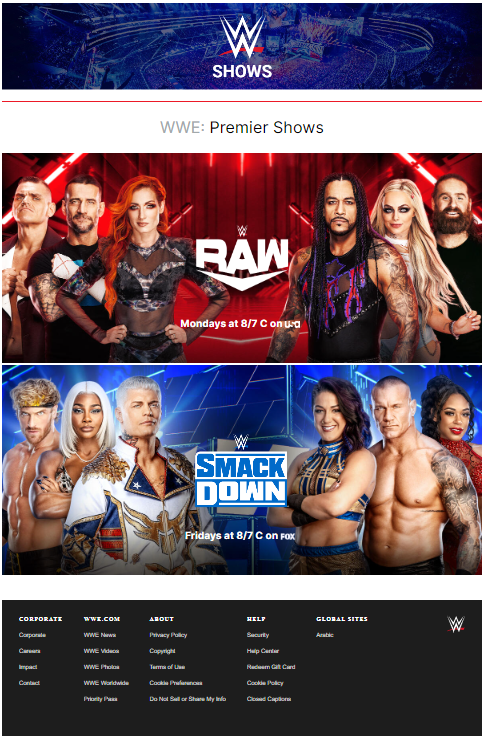 W
SHOWS
WWE: Premier Shows
W
RAW
Mondays at 8/7 C on USA
W
SMACK
DOWN
Fridays at 8/7 C on FOX
CORPORATE
Corporate
Careers
Impact
Contact
WWE.COM
WWE News
WWE Videos
WWE Photos
WWE Worldwide
Priority Pass
ABOUT
Privacy Policy
Copyright
Terms of Use
Cookie Preferences
Do Not Sell or Share My Info
HELP
Security
Help Center
Redeem Gift Card
Cookie Policy
Closed Captions
GLOBAL SITES
Arabic
W